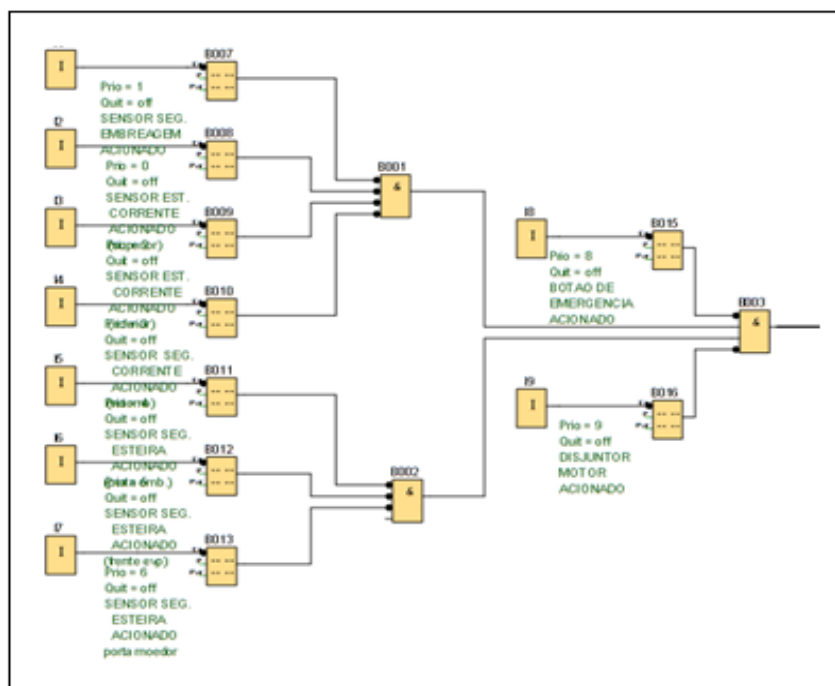 B007
I
Prio = 1
Quit = off
SENSOR SEG.
EMBREAGEM
ACIONADO
I2
B008
I
Prio = 0
Quit = off
SENSOR EST.
CORRENTE
ACIONADO
I3
B009
I
Quit = off
SENSOR EST.
CORRENTE
ACIONADO
I4
B010
I
Quit = off
SENSOR SEG.
CORRENTE
ACIONADO
I5
B011
I
Quit = off
SENSOR SEG.
ESTEIRA
ACIONADO
I6
B012
I
Quit = off
SENSOR SEG.
ESTEIRA
ACIONADO
I7
B013
I
Prio = 6
Quit = off
SENSOR SEG.
ESTEIRA
ACIONADO
porta moedor
B001
&
B002
&
I8
B015
I
Prio = 8
Quit = off
BOTAO DE
EMERGENCIA
ACIONADO
B003
&
I9
B016
I
Prio = 9
Quit = off
DISJUNTOR
MOTOR
ACIONADO